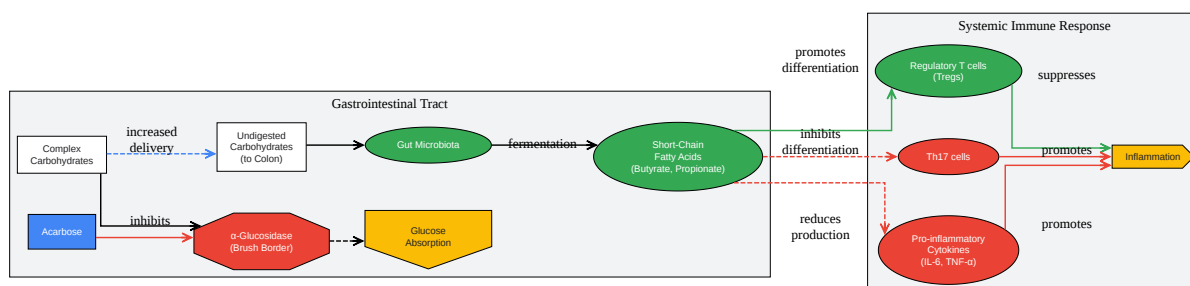 Systemic Immune Response
promotes
differentiation
Regulatory T cells
(Tregs)
suppresses
Gastrointestinal Tract
Complex
Carbohydrates
increased
delivery
Undigested
Carbohydrates
(to Colon)
Gut Microbiota
fermentation
Short-Chain
Fatty Acids
(Butyrate, Propionate)
inhibits
differentiation
Th17 cells
promotes
Inflammation
Acarbose
inhibits
α-Glucosidase
(Brush Border)
Glucose
Absorption
reduces
production
Pro-inflammatory
Cytokines
(IL-6, TNF-α)
promotes